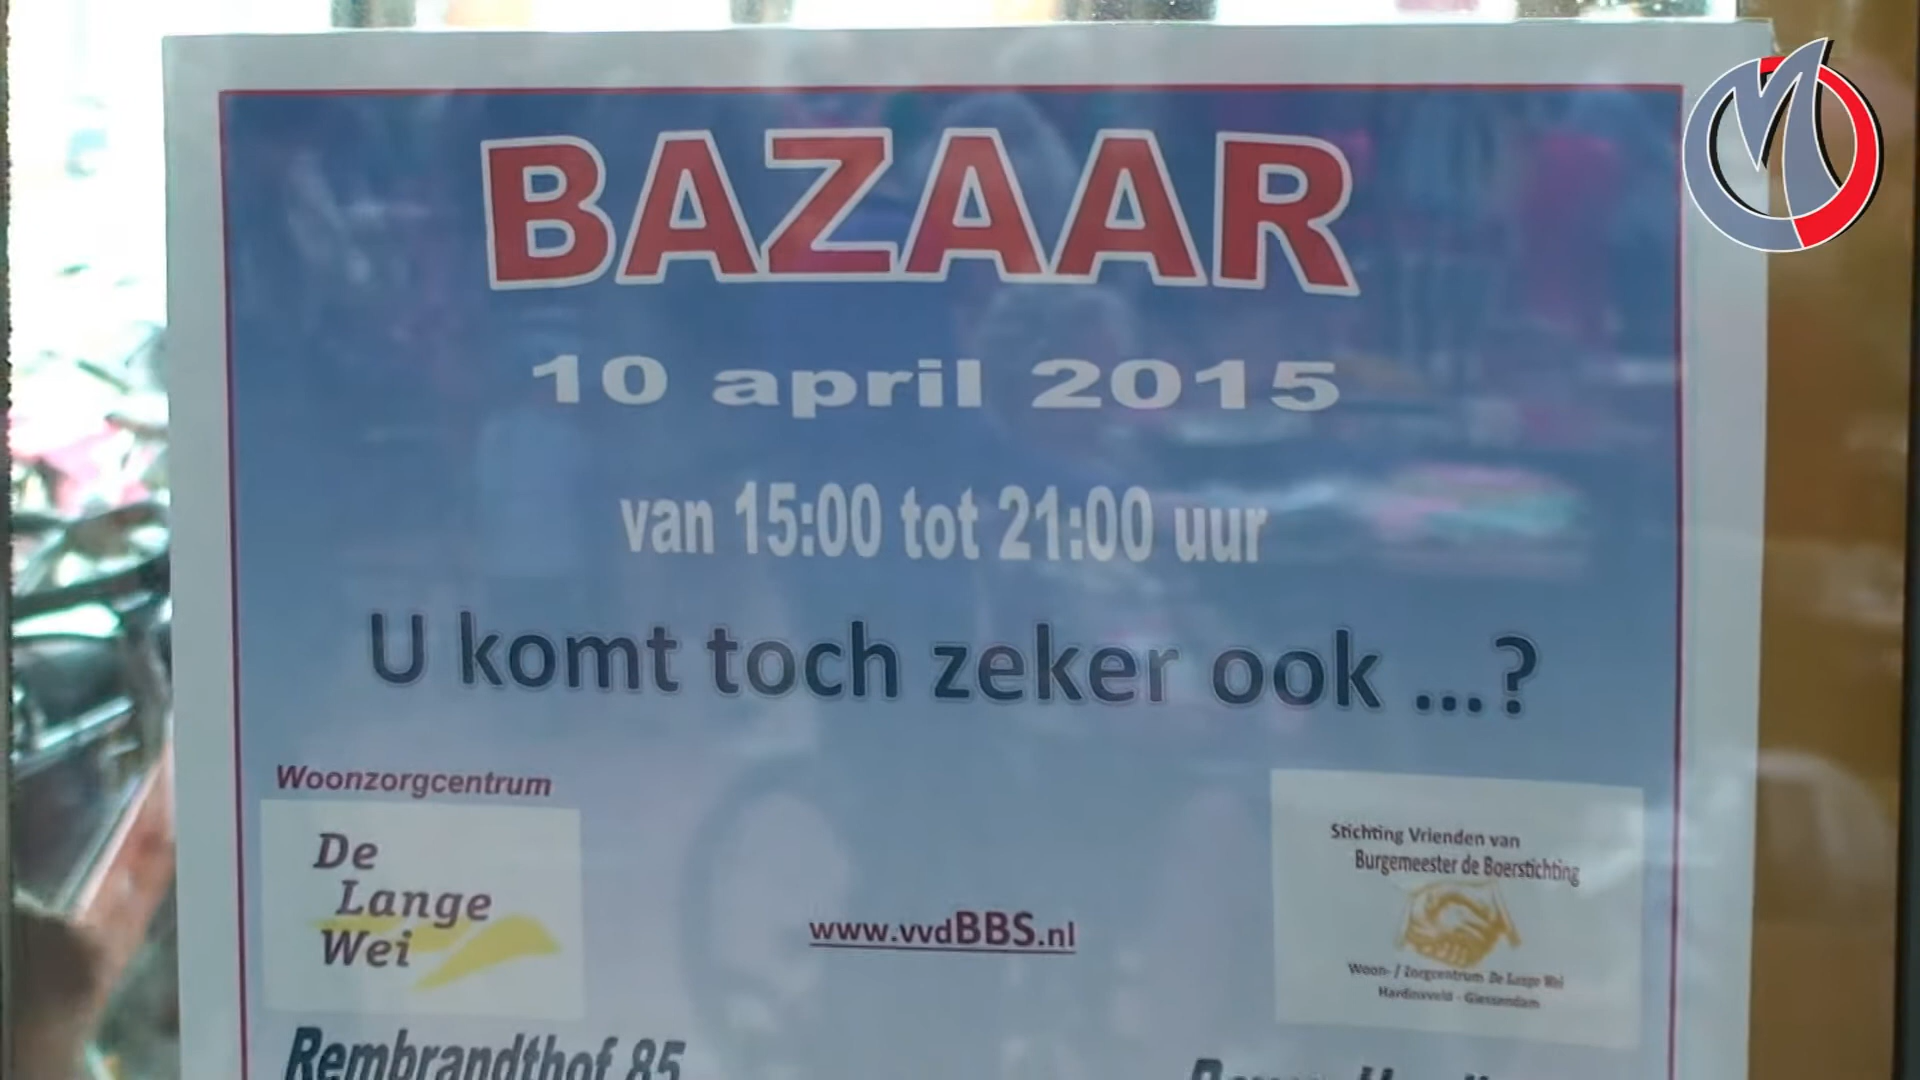 BAZAAR
10 april 2015
van 15:00 tot 21:00 uur
U komt toch zeker ook ...?
Woonzorgcentrum
De
Lange
Wei
www.vvdBBS.nl
Stichting Vrienden van
Burgemeester de Boerstichting
Woon- / Zorgcentrum De Lange Wei
Hardinxveld - Giessendam
Rembrandthof 85